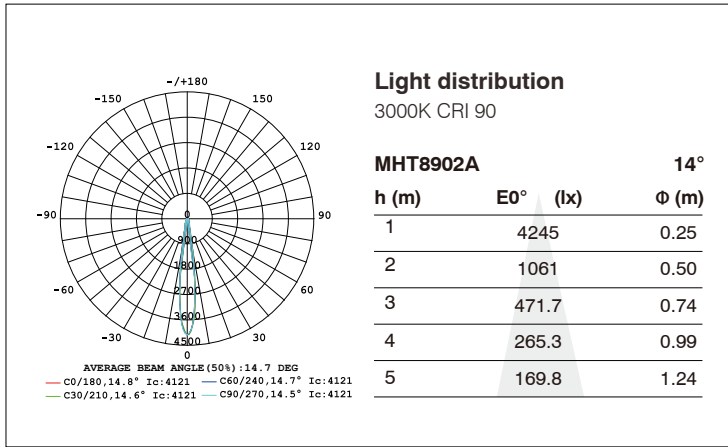 -/+180
-150
150
-120
120
-90
90
-60
60
-30
30
0
0
900
1800
2700
3600
4500
AVERAGE BEAM ANGLE(50%):14.7 DEG
C0/180,14.8° Ic:4121
C60/240,14.7° Ic:4121
C30/210,14.6° Ic:4121
C90/270,14.5° Ic:4121
Light distribution
3000K CRI 90
MHT8902A 14°
h (m) E0° (lx) Φ (m)
1 4245 0.25
2 1061 0.50
3 471.7 0.74
4 265.3 0.99
5 169.8 1.24